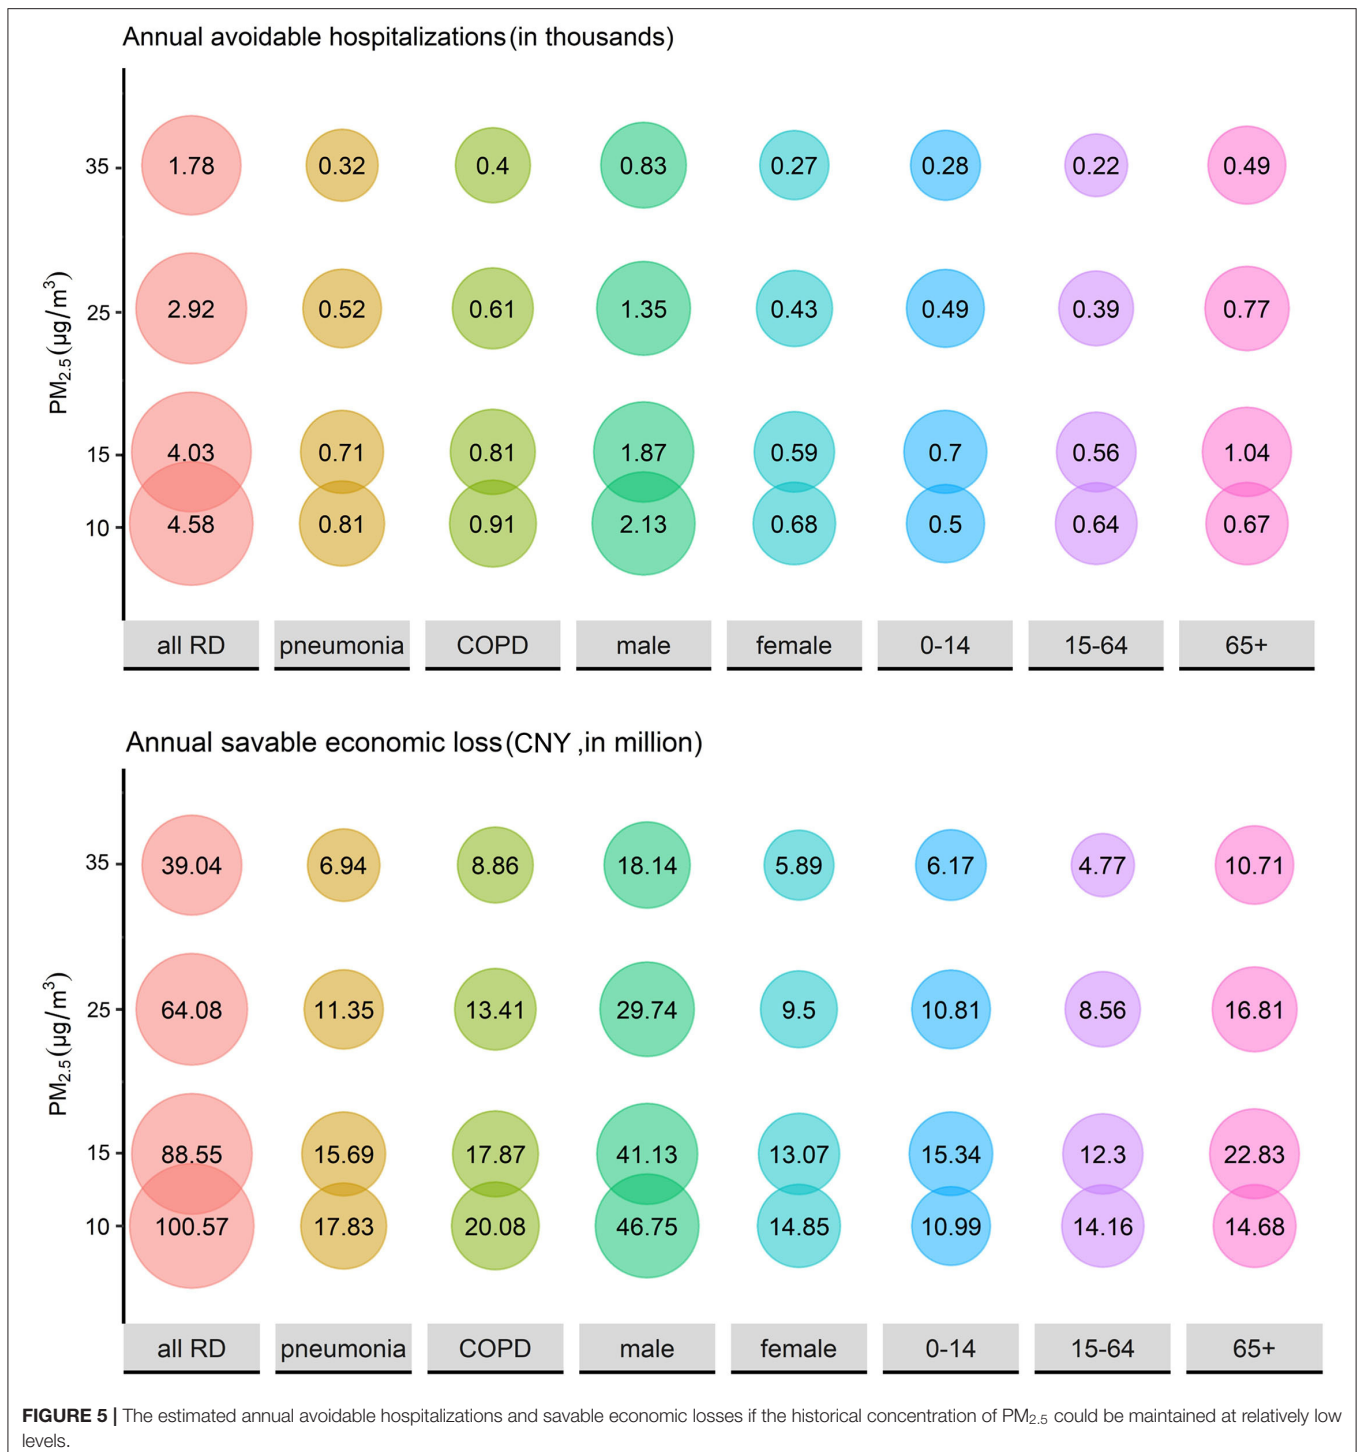 Annual avoidable hospitalizations (in thousands)
35 1.78 0.32 0.4 0.83 0.27 0.28 0.22 0.49
PM2.5 (µg/m³)
25 2.92 0.52 0.61 1.35 0.43 0.49 0.39 0.77
15 4.03 0.71 0.81 1.87 0.59 0.7 0.56 1.04
10 4.58 0.81 0.91 2.13 0.68 0.5 0.64 0.67
all RD pneumonia COPD male female 0-14 15-64 65+
Annual savable economic loss (CNY ,in million)
35 39.04 6.94 8.86 18.14 5.89 6.17 4.77 10.71
PM2.5 (µg/m³)
25 64.08 11.35 13.41 29.74 9.5 10.81 8.56 16.81
15 88.55 15.69 17.87 41.13 13.07 15.34 12.3 22.83
10 100.57 17.83 20.08 46.75 14.85 10.99 14.16 14.68
all RD pneumonia COPD male female 0-14 15-64 65+
FIGURE 5 | The estimated annual avoidable hospitalizations and savable economic losses if the historical concentration of PM2.5 could be maintained at relatively low
levels.